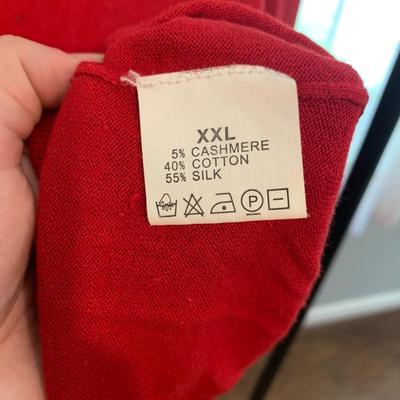 XXL
5% CASHMERE
40% COTTON
55% SILK
P